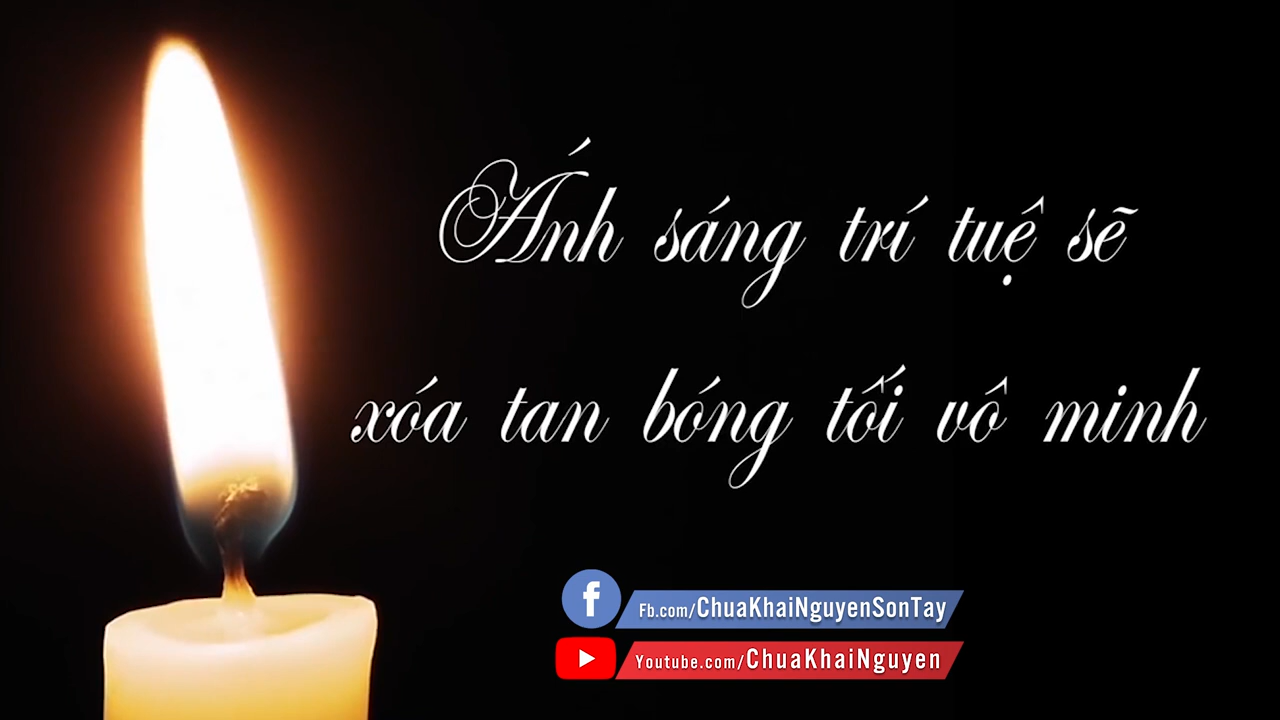 Ánh sáng trí tuệ sẽ
xóa tan bóng tối vô minh
Fb.com/ChuaKhaiNguyenSonTay
Youtube.com/ChuaKhaiNguyen